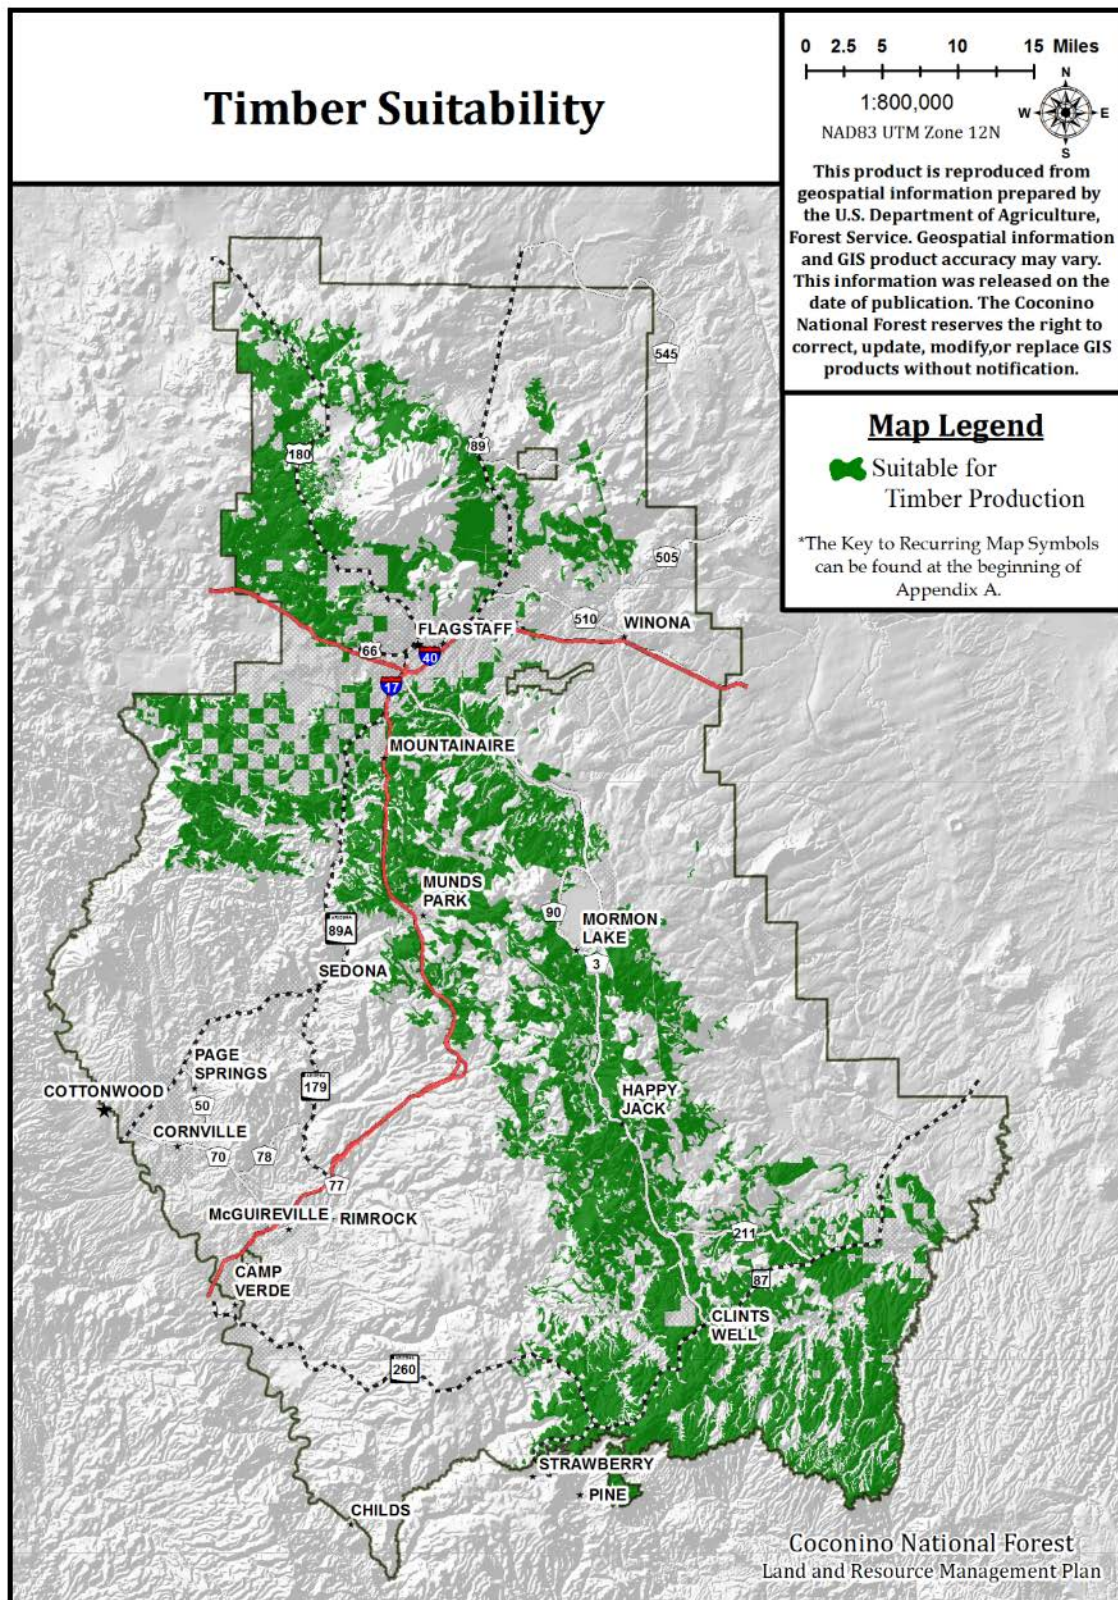 Timber Suitability
0 2.5 5 10 15 Miles
1:800,000
NAD83 UTM Zone 12N
N
W E
S
This product is reproduced from
geospatial information prepared by
the U.S. Department of Agriculture,
Forest Service. Geospatial information
and GIS product accuracy may vary.
This information was released on the
date of publication. The Coconino
National Forest reserves the right to
correct, update, modify,or replace GIS
products without notification.
Map Legend
Suitable for
Timber Production
*The Key to Recurring Map Symbols
can be found at the beginning of
Appendix A.
545
89
180
505
510
WINONA
FLAGSTAFF
66
40
17
MOUNTAINAIRE
MUNDS
PARK
90
MORMON
LAKE
89A
3
SEDONA
PAGE
SPRINGS
179
COTTONWOOD
50
HAPPY
JACK
CORNVILLE
70
78
77
McGUIREVILLE
RIMROCK
211
CAMP
VERDE
87
CLINTS
WELL
260
STRAWBERRY
PINE
CHILDS
Coconino National Forest
Land and Resource Management Plan